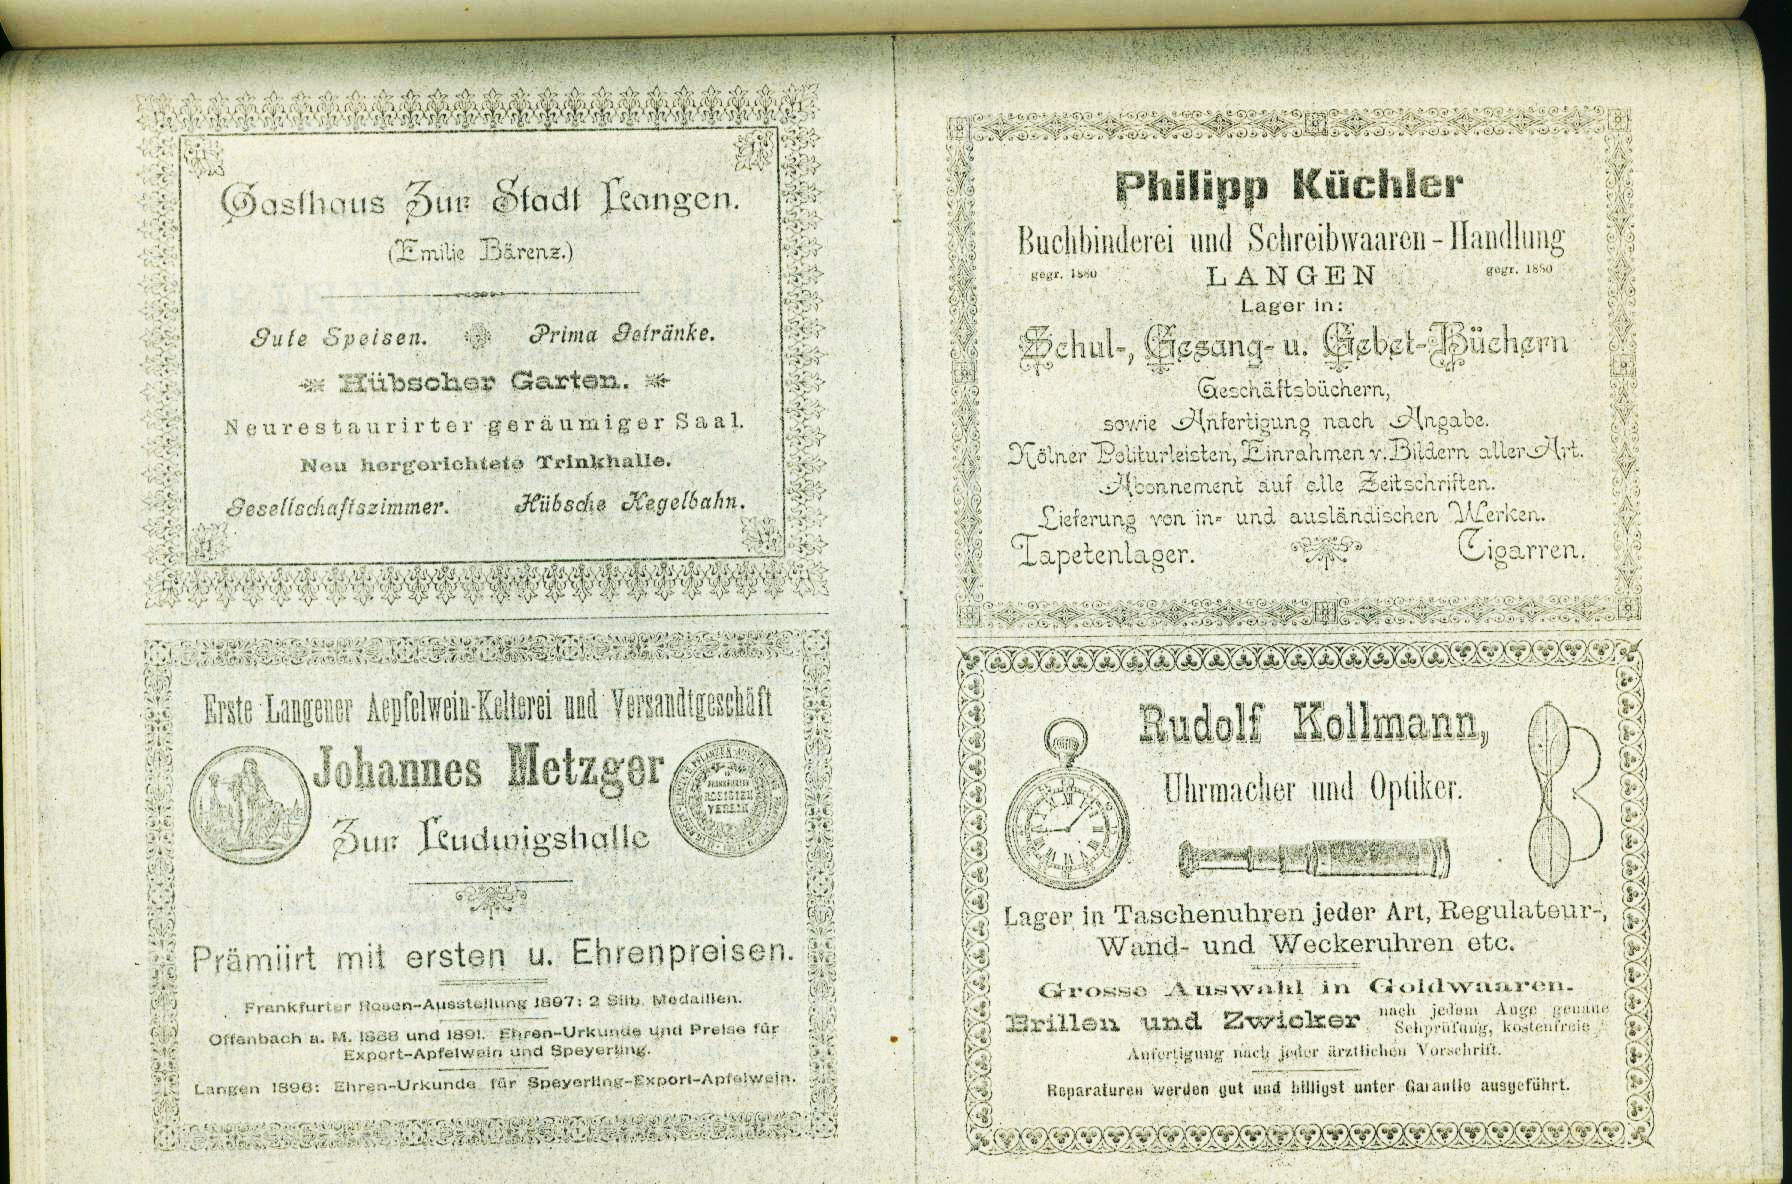 Gasthaus Zur Stadt Langen.
(Emilie Bärenz.)
Gute Speisen. Prima Getränke.
Hübscher Garten.
Neurestaurirter geräumiger Saal.
Neu hergerichtete Trinkhalle.
Gesellschaftszimmer. Hübsche Kegelbahn.
Erste Langener Aepfelwein-Kelterei und Versandtgeschäft
Johannes Metzger
Zur Ludwigshalle
VEREIN
Prämiirt mit ersten u. Ehrenpreisen.
Frankfurter Rosen-Ausstellung 1897: 2 Silb. Medaillen.
Offenbach a. M. 1888 und 1891. Ehren-Urkunde und Preise für
Export-Apfelwein und Speyerling.
Langen 1896: Ehren-Urkunde für Speyerling-Export-Apfelwein.
Philipp Küchler
Buchbinderei und Schreibwaaren-Handlung
gegr. 1880 LANGEN gegr. 1880
Lager in:
Schul-, Gesang- u. Gebet-Büchern
Geschäftsbüchern,
sowie Anfertigung nach Angabe.
Kölner Politurleisten, Einrahmen v. Bildern aller Art.
Abonnement auf alle Zeitschriften.
Lieferung von in- und ausländischen Werken.
Tapetenlager. Cigarren.
Rudolf Kollmann,
Uhrmacher und Optiker.
Lager in Taschenuhren jeder Art, Regulateur-,
Wand- und Weckeruhren etc.
Grosse Auswahl in Goldwaaren.
Brillen und Zwicker nach jedem Auge genaue
Sehprüfung, kostenfreie
Anfertigung nach jeder ärztlichen Vorschrift.
Reparaturen werden gut und billigst unter Garantie ausgeführt.